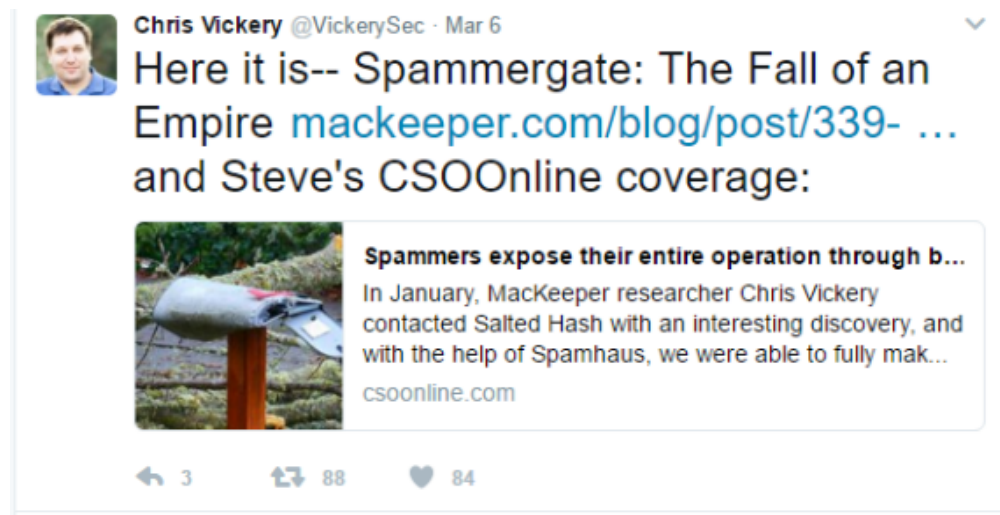 Chris Vickery @VickerySec · Mar 6
Here it is-- Spammergate: The Fall of an
Empire mackeeper.com/blog/post/339- …
and Steve's CSOOnline coverage:
Spammers expose their entire operation through b...
In January, MacKeeper researcher Chris Vickery
contacted Salted Hash with an interesting discovery, and
with the help of Spamhaus, we were able to fully mak...
csoonline.com
3 88 84